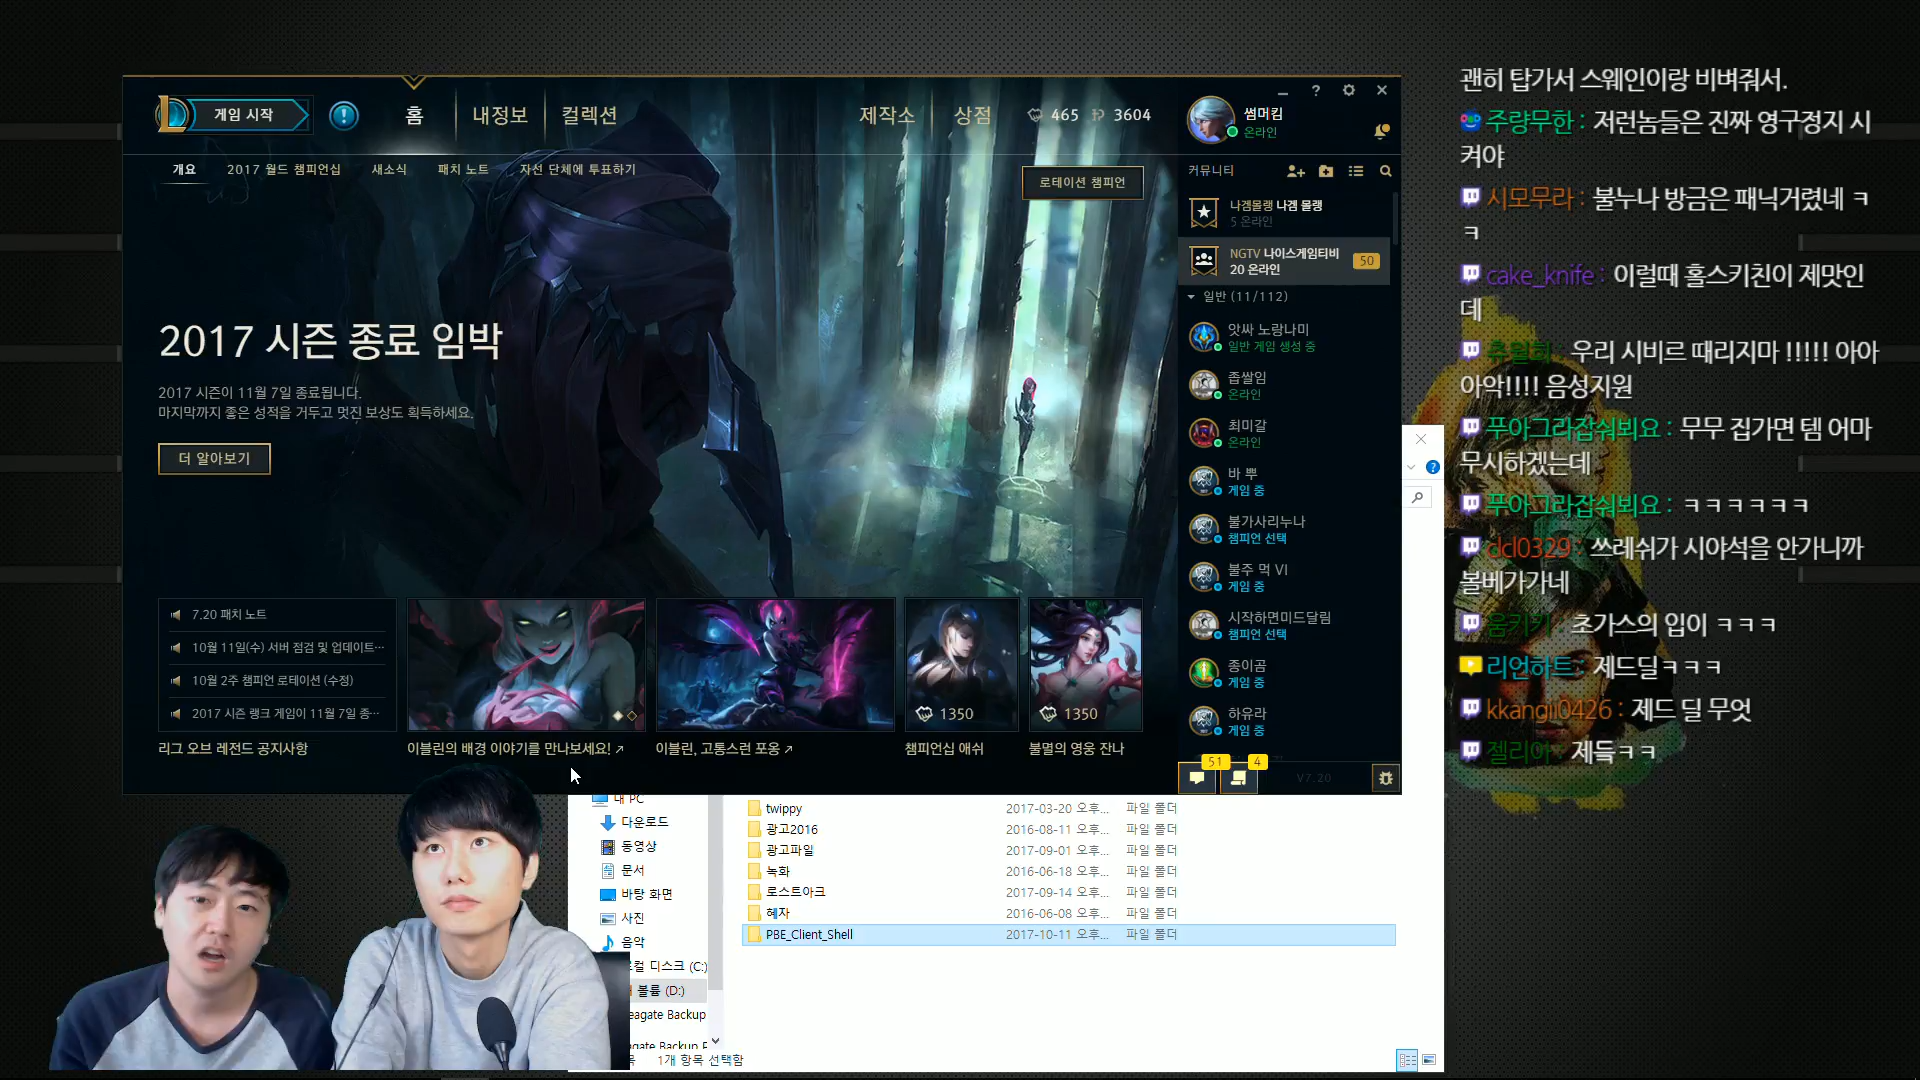 게임 시작
홈
내정보
컬렉션
제작소
상점
465
3604
썸머킴
온라인
개요
2017 월드 챔피언십
새소식
패치 노트
자선 단체에 투표하기
로테이션 챔피언
커뮤니티
나겜몰랭 나겜 몰랭
5 온라인
NGTV 나이스게임티비
20 온라인
50
일반 (11/112)
앗싸 노랑나미
일반 게임 생성 중
좁쌀임
온라인
최미갈
온라인
바 뿌
게임 중
불가사리누나
챔피언 선택
불주 먹 VI
게임 중
시작하면미드달림
챔피언 선택
종이곰
게임 중
하유라
게임 중
51
4
V7.20
2017 시즌 종료 임박
2017 시즌이 11월 7일 종료됩니다.
마지막까지 좋은 성적을 거두고 멋진 보상도 획득하세요.
더 알아보기
7.20 패치 노트
10월 11일(수) 서버 점검 및 업데이트…
10월 2주 챔피언 로테이션 (수정)
2017 시즌 랭크 게임이 11월 7일 종…
리그 오브 레전드 공지사항
이블린의 배경 이야기를 만나보세요!
이블린, 고통스런 포옹
1350
챔피언십 애쉬
1350
불멸의 영웅 잔나
내 PC
다운로드
동영상
문서
바탕 화면
사진
음악
컬 디스크 (C:)
볼륨 (D:)
eagate Backup
1개 항목 선택함
twippy 2017-03-20 오후... 파일 폴더
광고2016 2016-08-11 오후... 파일 폴더
광고파일 2017-09-01 오후... 파일 폴더
녹화 2016-06-18 오후... 파일 폴더
로스트아크 2017-09-14 오후... 파일 폴더
혜자 2016-06-08 오후... 파일 폴더
PBE_Client_Shell 2017-10-11 오후... 파일 폴더
괜히 탑가서 스웨인이랑 비벼줘서.
주량무한 : 저런놈들은 진짜 영구정지 시
켜야
시모무라 : 불누나 방금은 패닉거렸네 ㅋ
ㅋ
cake_knife : 이럴때 홀스키친이 제맛인
데
우리 시비르 때리지마 !!!!! 아아
아악!!!! 음성지원
푸아그라잡숴뵈요 : 무무 집가면 템 어마
무시하겠는데
푸아그라잡숴뵈요 : ㅋㅋㅋㅋㅋㅋ
dcl0329 : 쓰레쉬가 시야석을 안가니까
볼베가가네
움키키 : 초가스의 입이 ㅋㅋㅋ
리언하트 : 제드딜ㅋㅋㅋ
kkangii0426 : 제드 딜 무엇
젤리아 : 제득ㅋㅋ